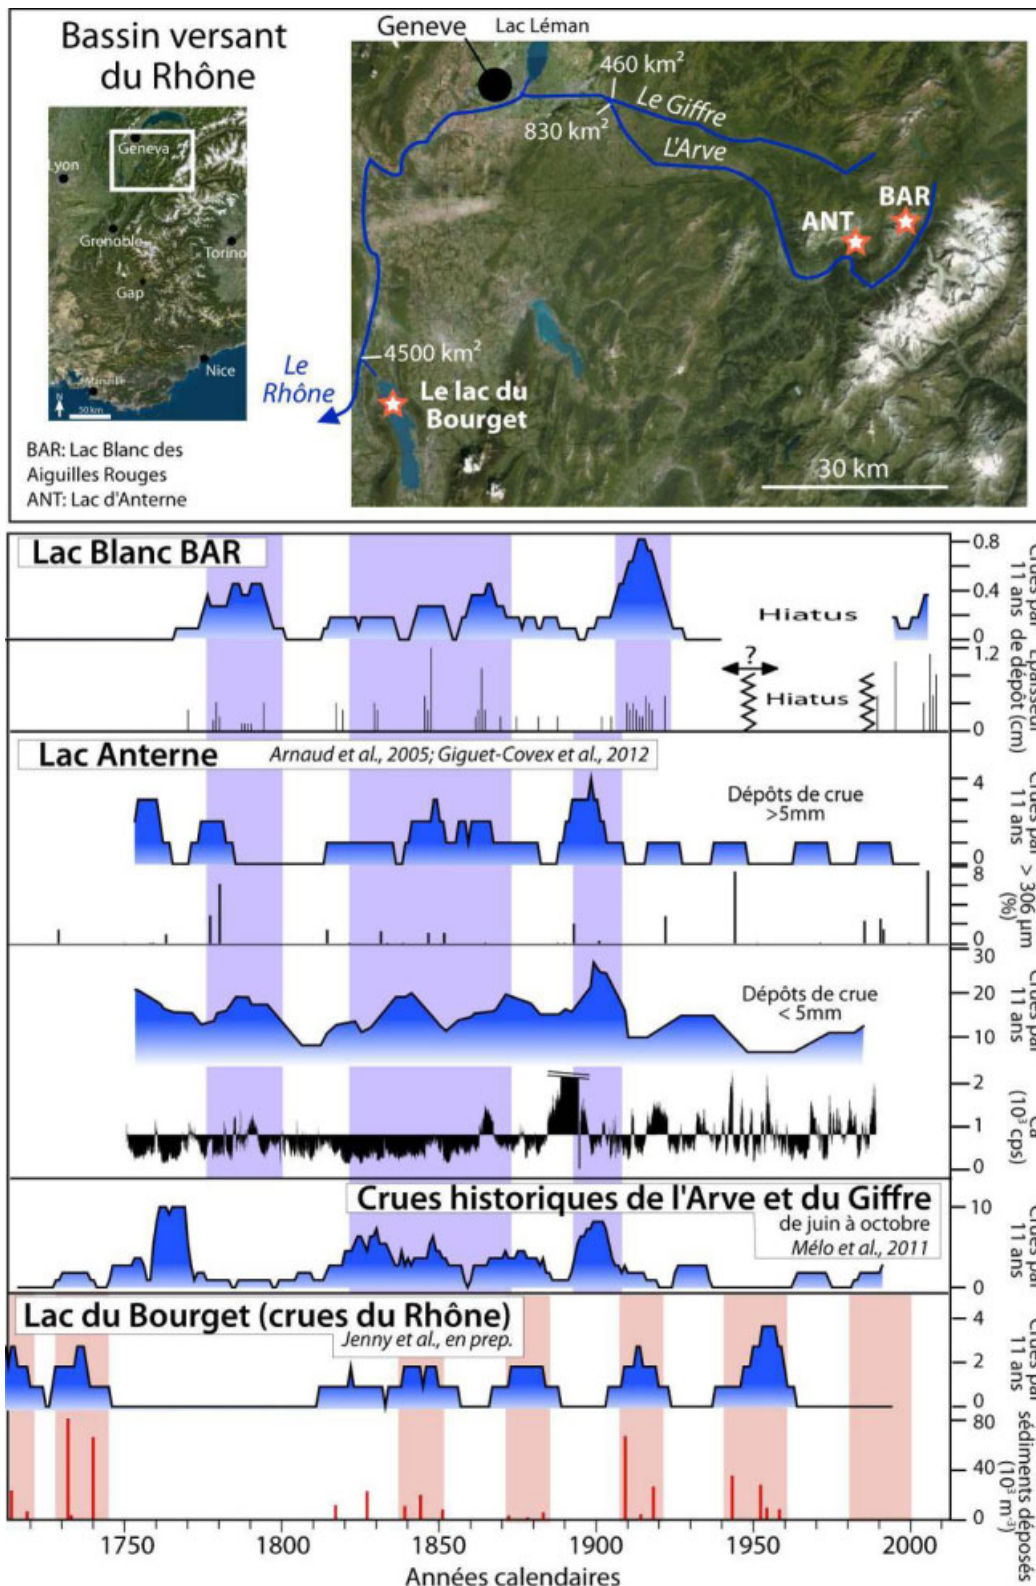 Bassin versant
du Rhône
Geneve
Lac Léman
460 km²
Le Giffre
830 km²
L'Arve
BAR
ANT
4500 km²
Le
Rhône
Le lac du
Bourget
30 km
Geneva
Lyon
Grenoble
Torino
Gap
Nice
Marseille
N
50 km
BAR: Lac Blanc des
Aiguilles Rouges
ANT: Lac d'Anterne
Lac Blanc BAR
Hiatus
0.8
0.4
0
Crues par
11 ans
?
Hiatus
1.2
0
Epaisseur
de dépôt (cm)
Lac Anterne
Arnaud et al., 2005; Giguet-Covex et al., 2012
Dépôts de crue
>5mm
4
2
0
Crues par
11 ans
8
4
0
> 306 µm
(%)
Dépôts de crue
< 5mm
30
20
10
Crues par
11 ans
2
1
0
Ca
(10³ cps)
Crues historiques de l'Arve et du Giffre
de juin à octobre
Mélo et al., 2011
10
0
Crues par
11 ans
Lac du Bourget (crues du Rhône)
Jenny et al., en prep.
4
2
0
Crues par
11 ans
80
40
0
sédiments déposés
(10³ m⁻³)
1750
1800
1850
1900
1950
2000
Années calendaires